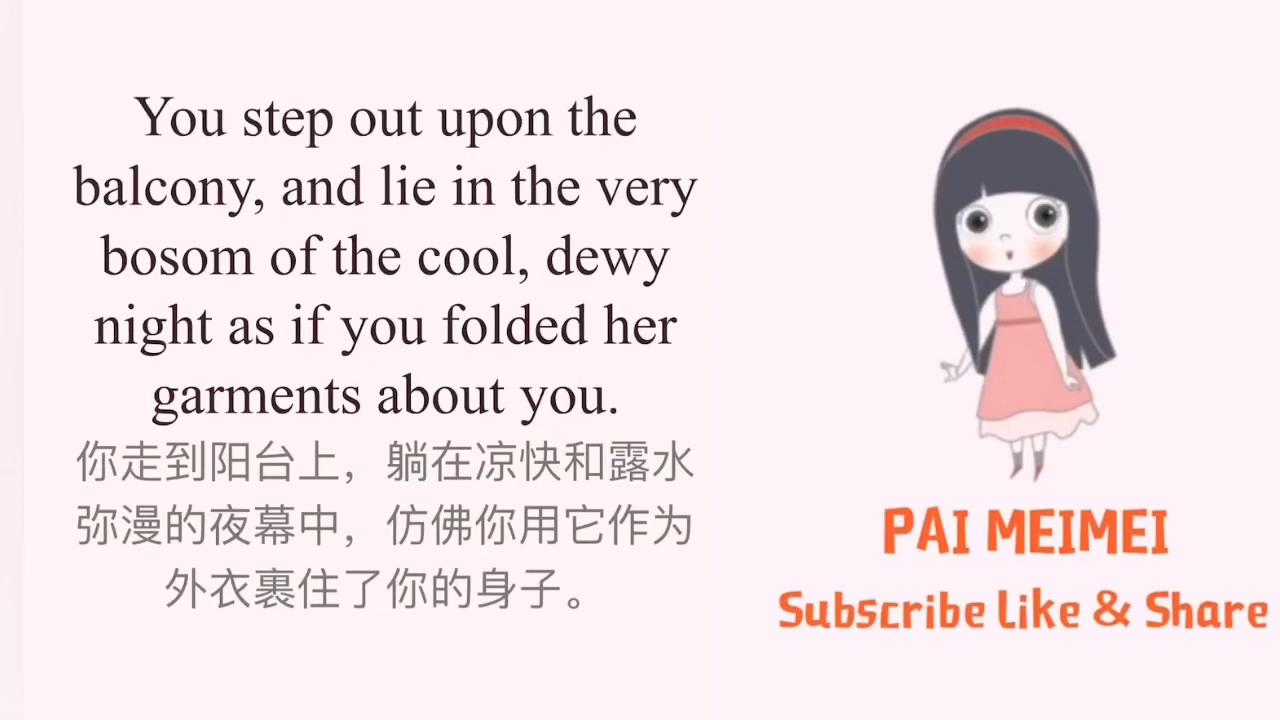 You step out upon the
balcony, and lie in the very
bosom of the cool, dewy
night as if you folded her
garments about you.
你走到阳台上，躺在凉快和露水
弥漫的夜幕中，仿佛你用它作为
外衣裹住了你的身子。
PAI MEIMEI
Subscribe Like & Share